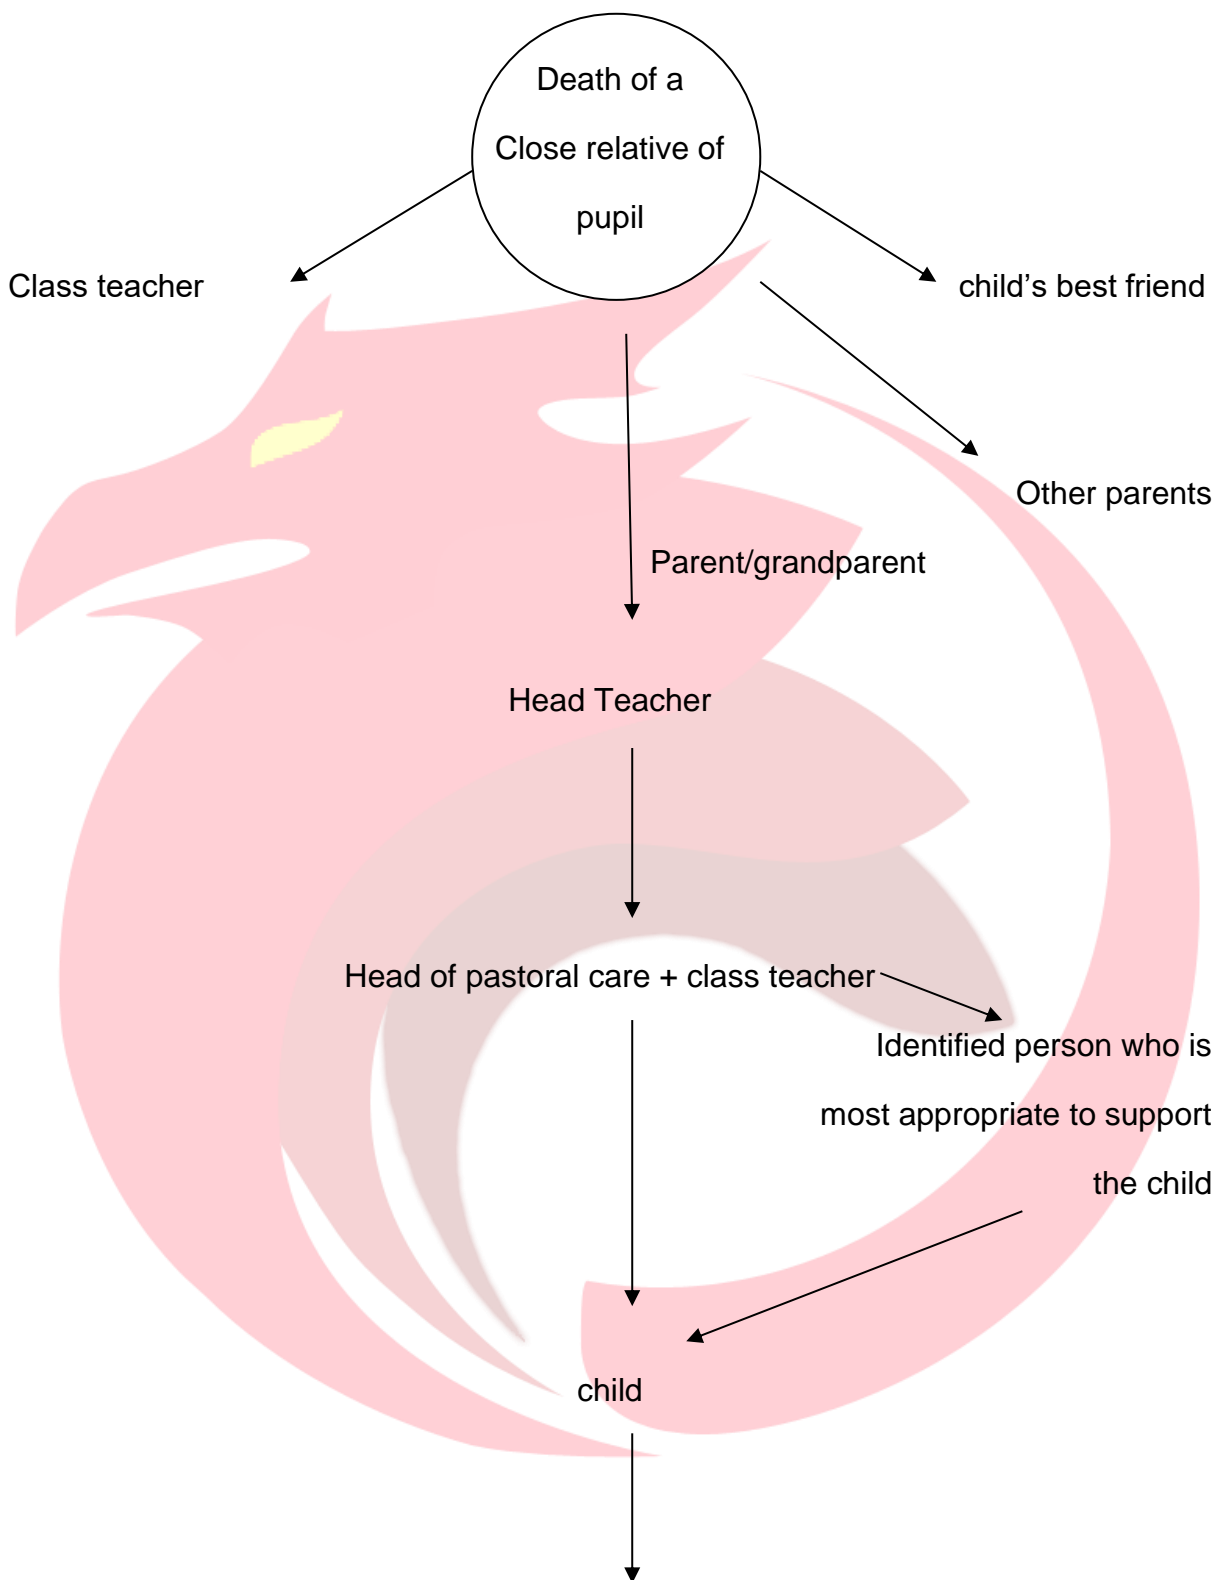 Death of a
Close relative of
pupil
Class teacher
child’s best friend
Other parents
Parent/grandparent
Head Teacher
Head of pastoral care + class teacher
Identified person who is
most appropriate to support
the child
child